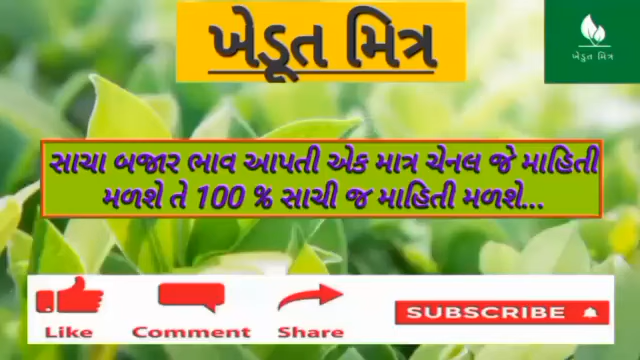 ખેડૂત મિત્ર
ખેડુત મિત્ર
સાચા બજાર ભાવ આપતી એક માત્ર ચેનલ જે માહિતી
મળશે તે 100 % સાચી જ માહિતી મળશે...
Like Comment Share SUBSCRIBE